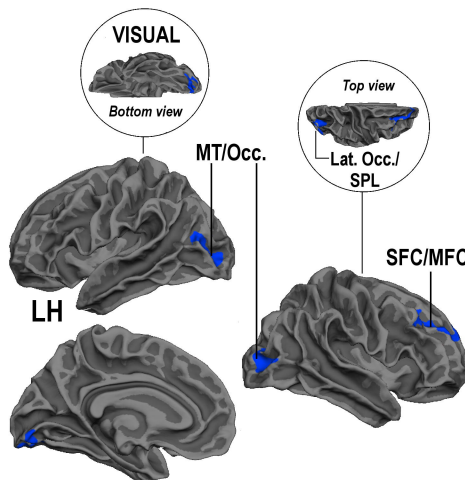 VISUAL
Bottom view
Top view
Lat. Occ./
SPL
MT/Occ.
SFC/MFC
LH